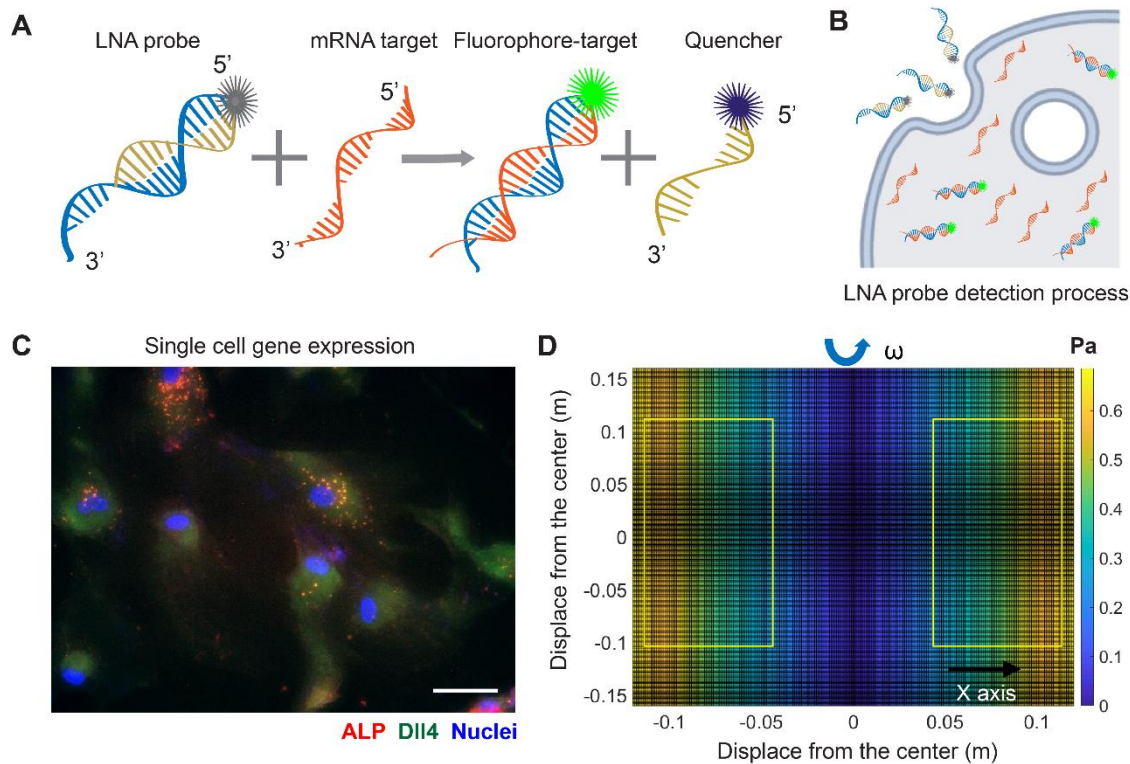 A
LNA probe
mRNA target
Fluorophore-target
Quencher
5’
5’
5’
3’
3’
3’
B
LNA probe detection process
C
Single cell gene expression
ALP Dll4 Nuclei
D
ω
Pa
Displace from the center (m)
0.15
0.1
0.05
0
-0.05
-0.1
-0.15
X axis
-0.1
-0.05
0
0.05
0.1
Displace from the center (m)
0.6
0.5
0.4
0.3
0.2
0.1
0